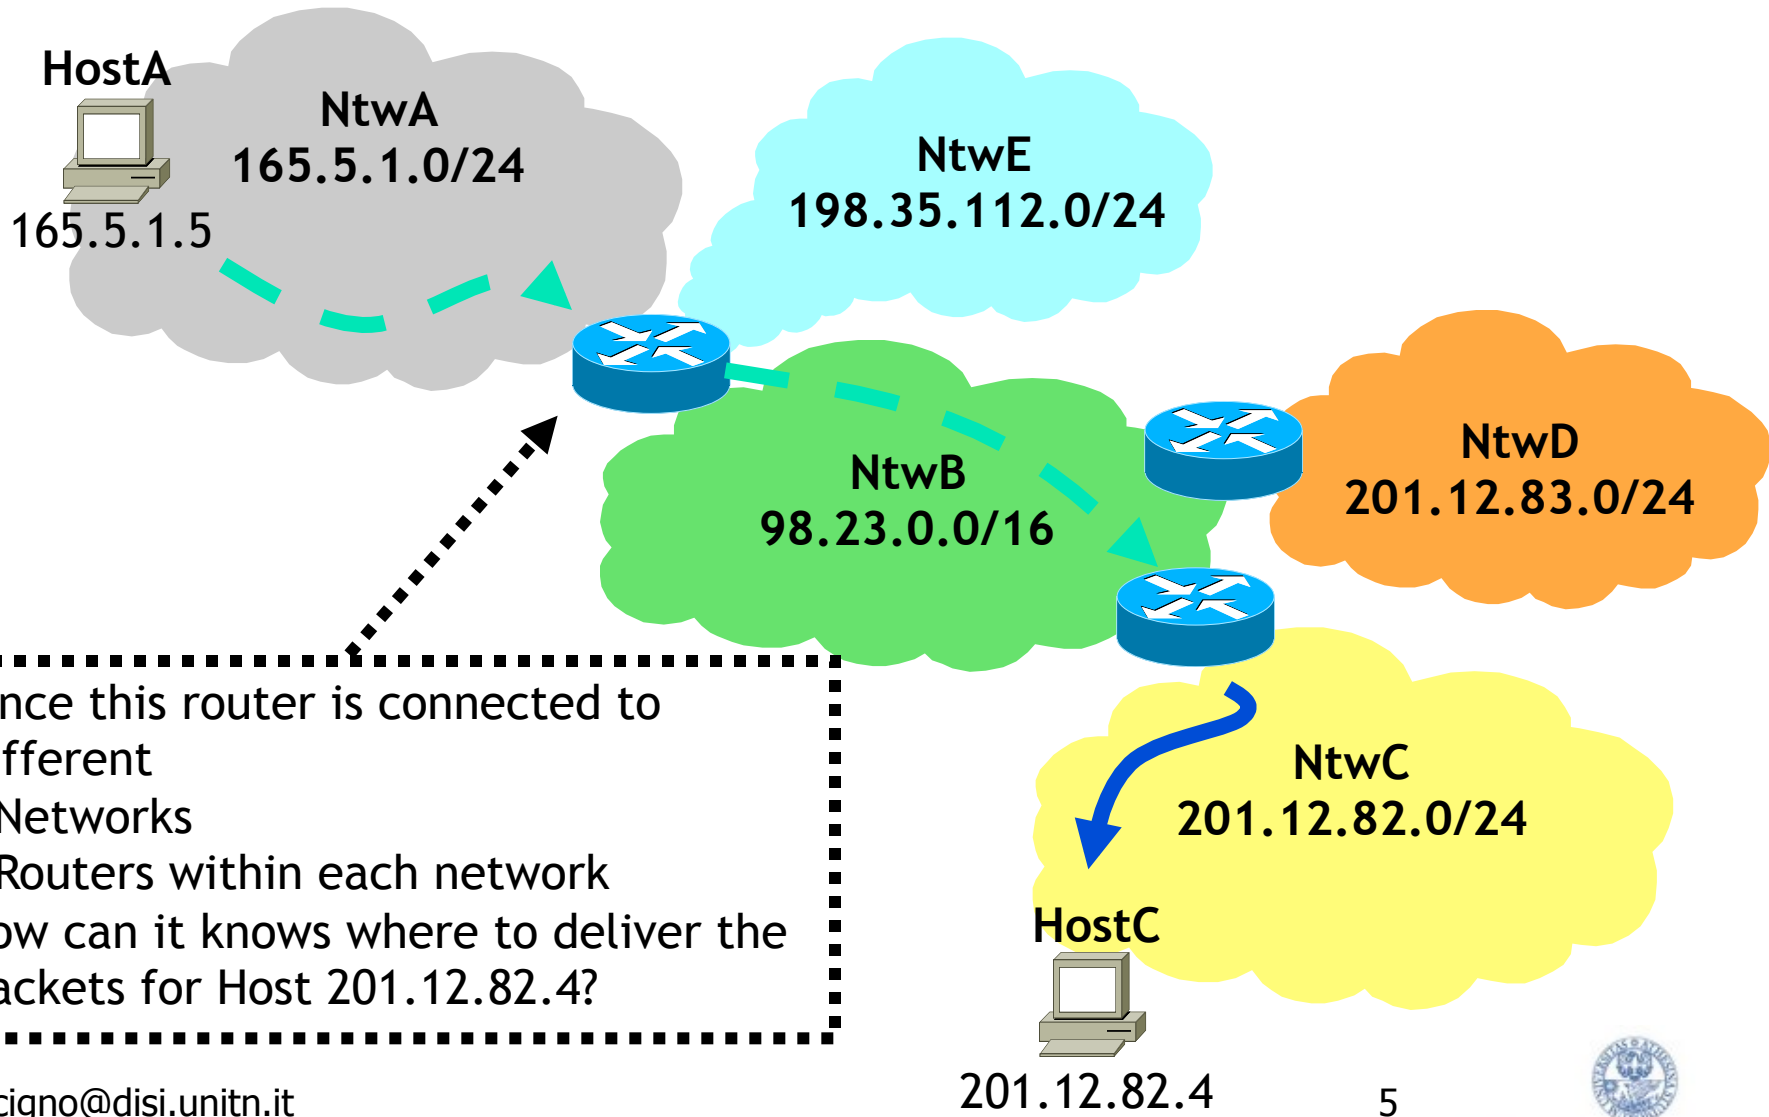 HostA
NtwA
165.5.1.0/24
165.5.1.5
NtwE
198.35.112.0/24
NtwB
98.23.0.0/16
NtwD
201.12.83.0/24
nce this router is connected to
fferent
Networks
Routers within each network
ow can it knows where to deliver the
ackets for Host 201.12.82.4?
NtwC
201.12.82.0/24
HostC
201.12.82.4
cigno@disi.unitn.it
5